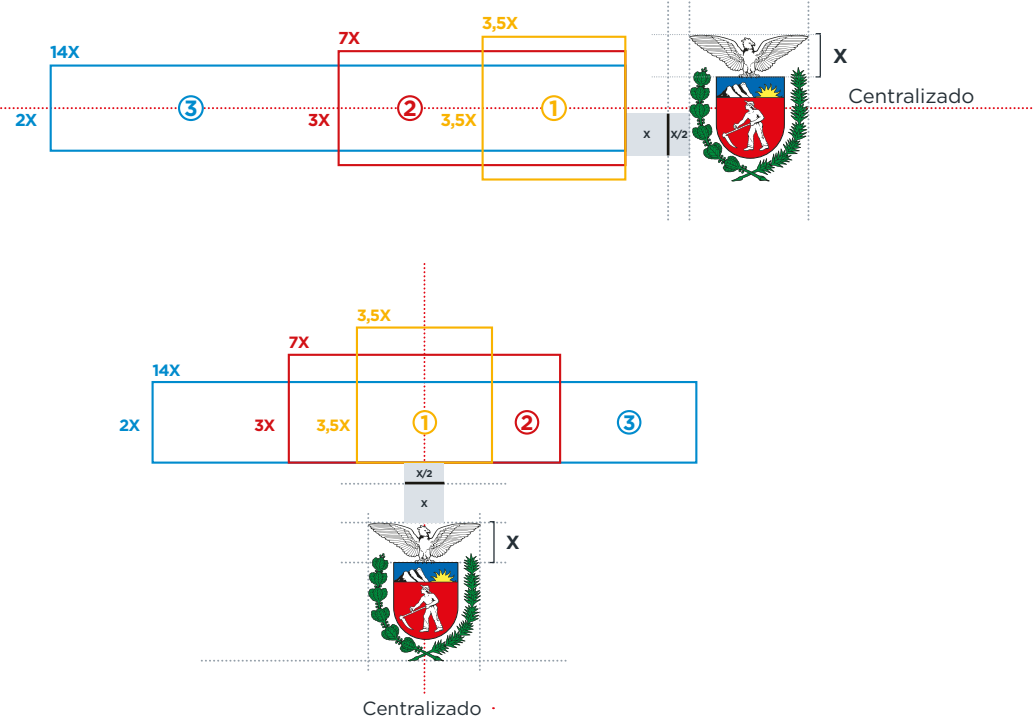 3,5X
7X
14X
X
Centralizado
2X
3
3X
2
3,5X
1
X
X/2
3,5X
7X
14X
2X
3X
3,5X
1
2
3
X/2
X
X
Centralizado